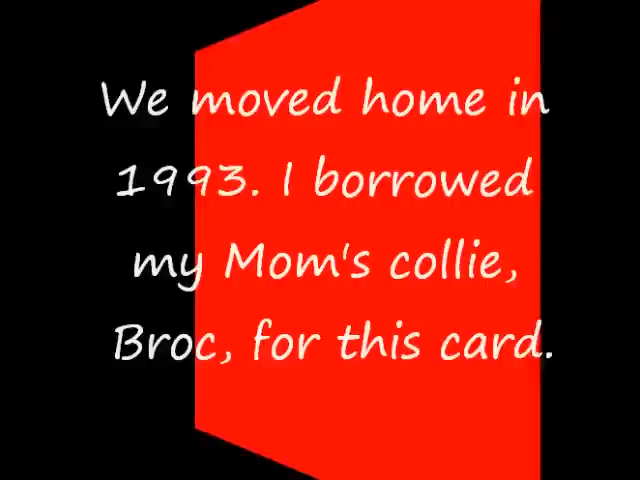 We moved home in
1993. I borrowed
my Mom's collie,
Broc, for this card.